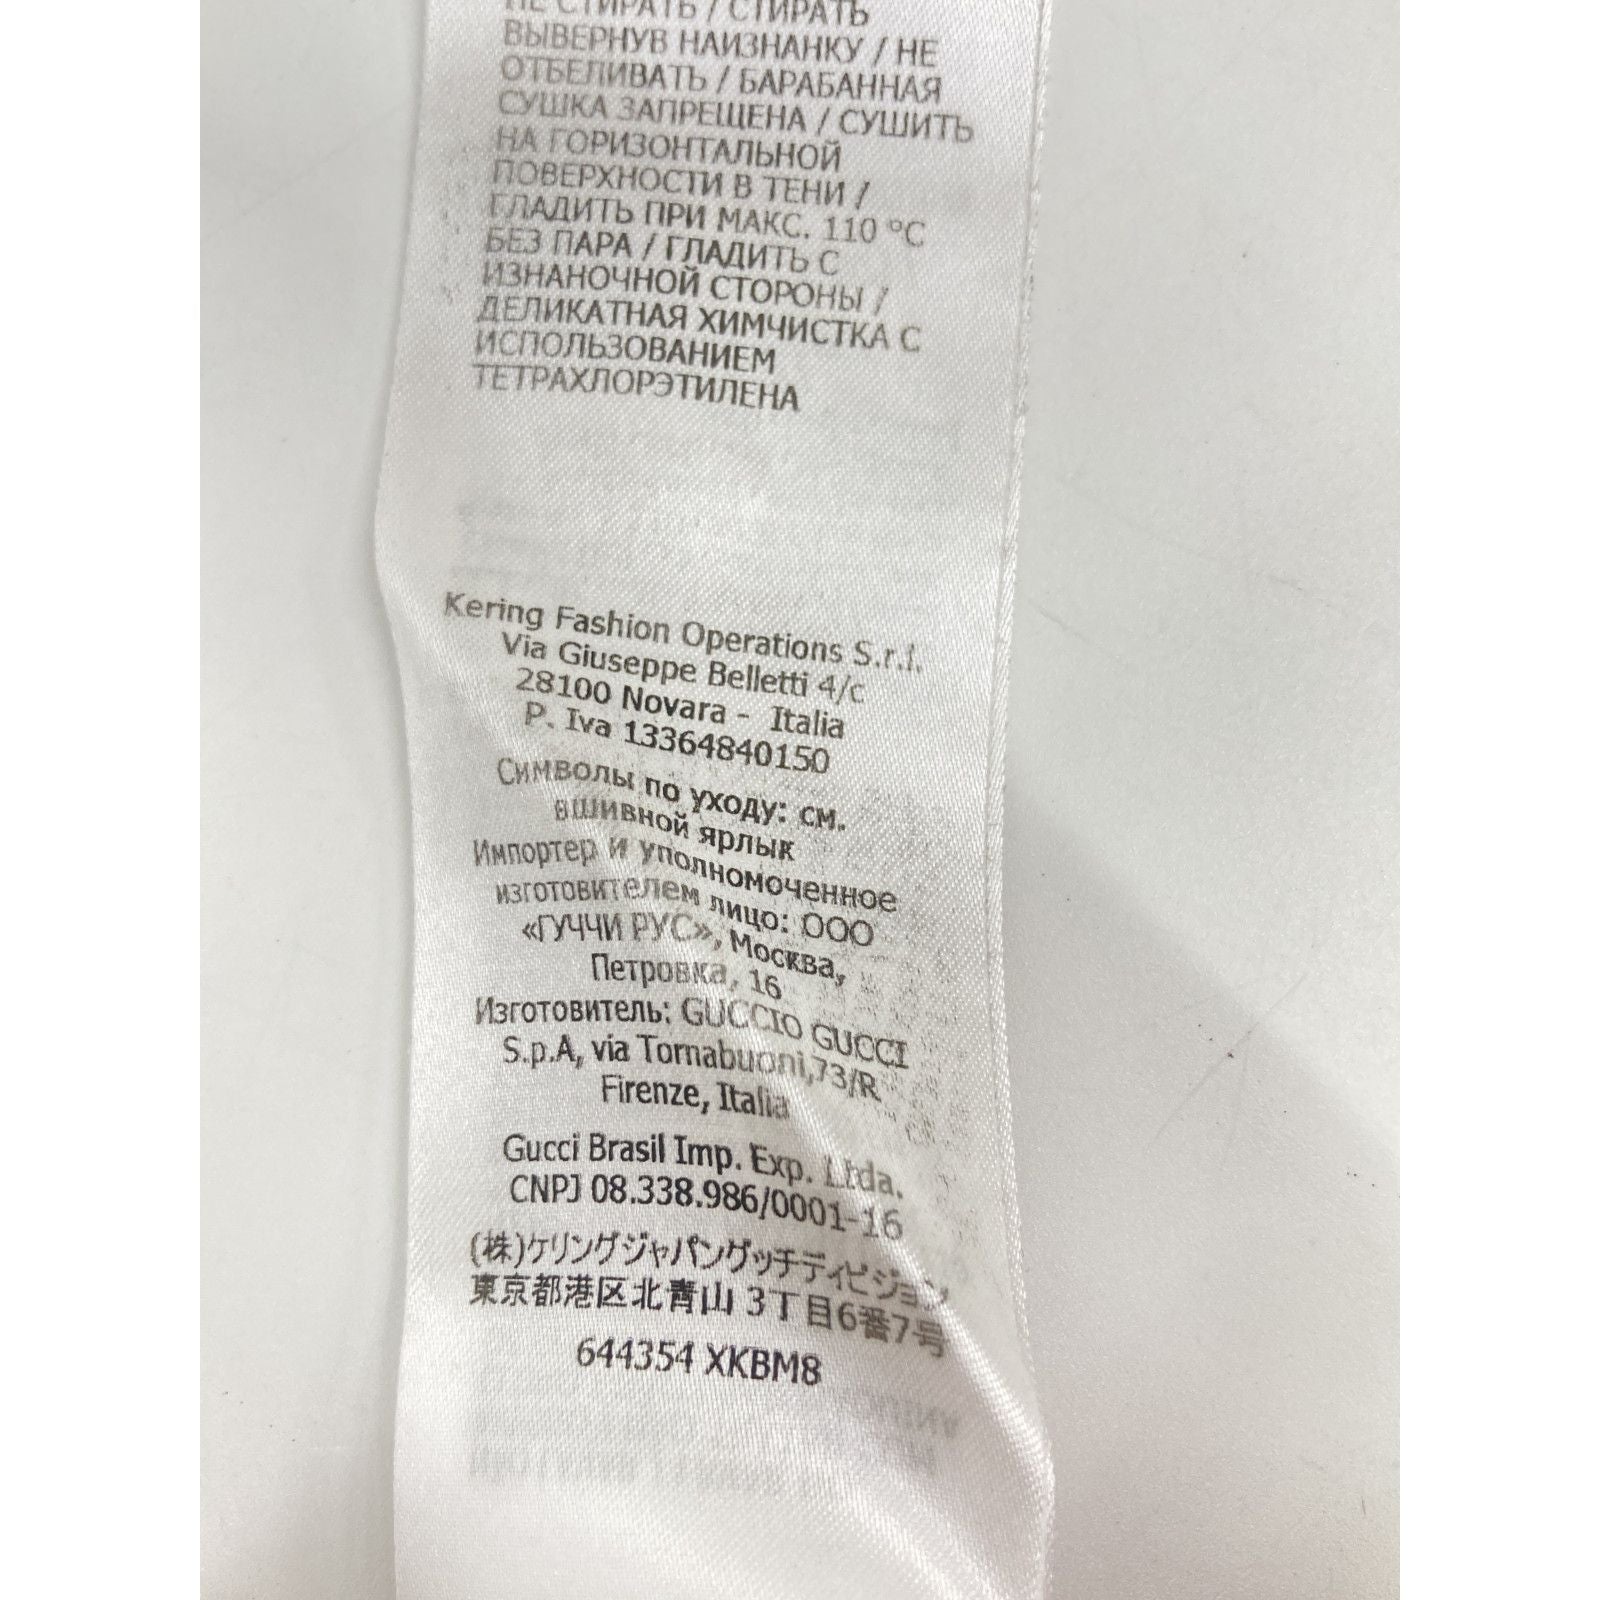 НЕ СТИРАТЬ / СТИРАТЬ
ВЫВЕРНУВ НАИЗНАНКУ / НЕ
ОТБЕЛИВАТЬ / БАРАБАННАЯ
СУШКА ЗАПРЕЩЕНА / СУШИТЬ
НА ГОРИЗОНТАЛЬНОЙ
ПОВЕРХНОСТИ В ТЕНИ /
ГЛАДИТЬ ПРИ МАКС. 110 °C
БЕЗ ПАРА / ГЛАДИТЬ С
ИЗНАНОЧНОЙ СТОРОНЫ /
ДЕЛИКАТНАЯ ХИМЧИСТКА С
ИСПОЛЬЗОВАНИЕМ
ТЕТРАХЛОРЭТИЛЕНА
Kering Fashion Operations S.r.l.
Via Giuseppe Belletti 4/c
28100 Novara - Italia
P. Iva 13364840150
Символы по уходу: см.
вшивной ярлык
Импортер и уполномоченное
изготовителем лицо: ООО
«ГУЧЧИ РУС», Москва,
Петровка, 16
Изготовитель: GUCCIO GUCCI
S.p.A, via Tornabuoni,73/R
Firenze, Italia
Gucci Brasil Imp. Exp. Ltda.
CNPJ 08.338.986/0001-16
(株)ケリングジャパングッチディビジョン
東京都港区北青山 3丁目6番7号
644354 XKBM8